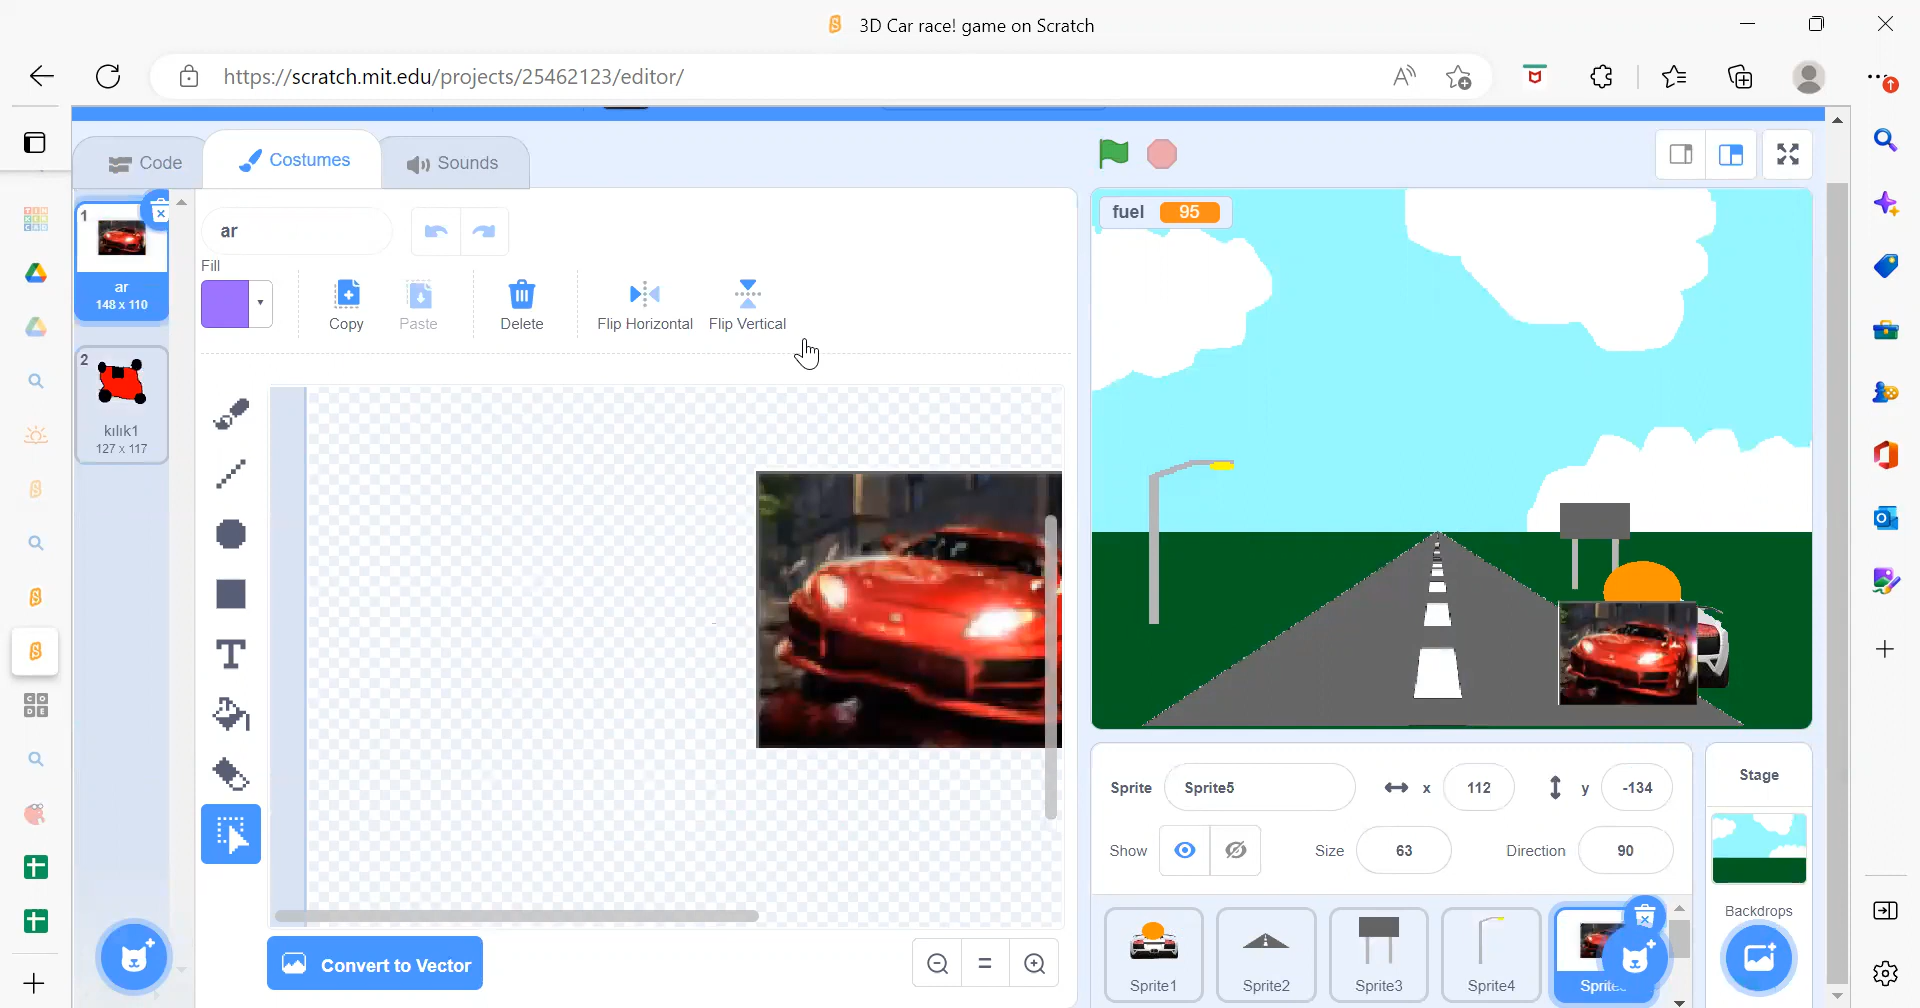 3D Car race! game on Scratch
https://scratch.mit.edu/projects/25462123/editor/
Code
Costumes
Sounds
fuel 95
1
ar
148 x 110
2
kılık1
127 x 117
ar
Fill
Copy
Paste
Delete
Flip Horizontal
Flip Vertical
T
Convert to Vector
Sprite
Sprite5
x
112
y
-134
Show
Size
63
Direction
90
Stage
Backdrops
Sprite1
Sprite2
Sprite3
Sprite4